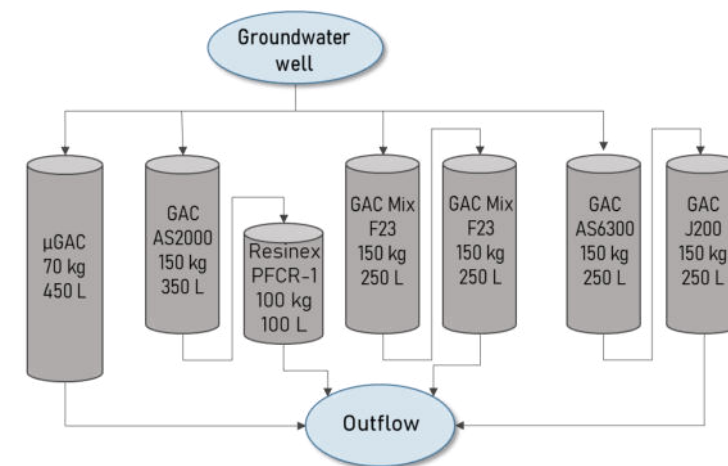 Groundwater
well
µGAC
70 kg
450 L
GAC
AS2000
150 kg
350 L
Resinex
PFCR-1
100 kg
100 L
GAC Mix
F23
150 kg
250 L
GAC Mix
F23
150 kg
250 L
GAC
AS6300
150 kg
250 L
GAC
J200
150 kg
250 L
Outflow